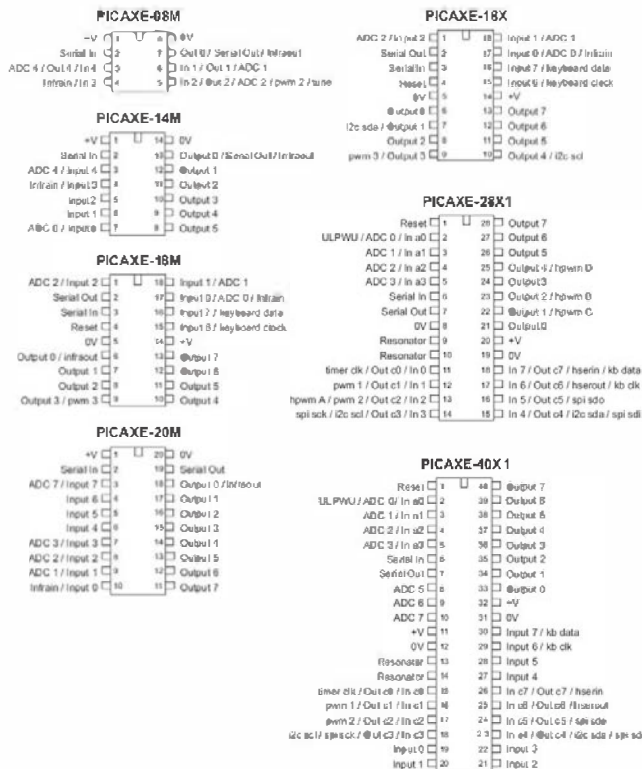 PICAXE-08M
+V 1 8 0V
Serial In 2 7 Out 0 / Serial Out / Infraout
ADC 4 / Out 4 / In 4 3 6 In 1 / Out 1 / ADC 1
Infrain / In 3 4 5 In 2 / Out 2 / ADC 2 / pwm 2 / tune
PICAXE-14M
+V 1 14 0V
Serial In 2 13 Output 0 / Serial Out / Infraout
ADC 4 / Input 4 3 12 Output 1
Infrain / Input 3 4 11 Output 2
Input 2 5 10 Output 3
Input 1 6 9 Output 4
ADC 0 / Input 0 7 8 Output 5
PICAXE-18M
ADC 2 / Input 2 1 18 Input 1 / ADC 1
Serial Out 2 17 Input 0 / ADC 0 / Infrain
Serial In 3 16 Input 7 / keyboard data
Reset 4 15 Input 6 / keyboard clock
0V 5 14 +V
Output 0 / infraout 6 13 Output 7
Output 1 7 12 Output 6
Output 2 8 11 Output 5
Output 3 / pwm 3 9 10 Output 4
PICAXE-20M
+V 1 20 0V
Serial In 2 19 Serial Out
ADC 7 / Input 7 3 18 Output 0 / Infraout
Input 6 4 17 Output 1
Input 5 5 16 Output 2
Input 4 6 15 Output 3
ADC 3 / Input 3 7 14 Output 4
ADC 2 / Input 2 8 13 Output 5
ADC 1 / Input 1 9 12 Output 6
Infrain / Input 0 10 11 Output 7
PICAXE-18X
ADC 2 / Input 2 1 18 Input 1 / ADC 1
Serial Out 2 17 Input 0 / ADC 0 / Infrain
Serial In 3 16 Input 7 / keyboard data
Reset 4 15 Input 6 / keyboard clock
0V 5 14 +V
Output 0 6 13 Output 7
i2c sda / Output 1 7 12 Output 6
Output 2 8 11 Output 5
pwm 3 / Output 3 9 10 Output 4 / i2c scl
PICAXE-28X1
Reset 1 28 Output 7
ULPWU / ADC 0 / In a0 2 27 Output 6
ADC 1 / In a1 3 26 Output 5
ADC 2 / In a2 4 25 Output 4 / hpwm D
ADC 3 / In a3 5 24 Output 3
Serial In 6 23 Output 2 / hpwm B
Serial Out 7 22 Output 1 / hpwm C
0V 8 21 Output 0
Resonator 9 20 +V
Resonator 10 19 0V
timer clk / Out c0 / In 0 11 18 In 7 / Out c7 / hserin / kb data
pwm 1 / Out c1 / In 1 12 17 In 6 / Out c6 / hserout / kb clk
hpwm A / pwm 2 / Out c2 / In 2 13 16 In 5 / Out c5 / spi sdo
spi sck / i2c scl / Out c3 / In 3 14 15 In 4 / Out c4 / i2c sda / spi sdi
PICAXE-40X1
Reset 1 40 Output 7
ULPWU / ADC 0 / In a0 2 39 Output 6
ADC 1 / In a1 3 38 Output 5
ADC 2 / In a2 4 37 Output 4
ADC 3 / In a3 5 36 Output 3
Serial In 6 35 Output 2
Serial Out 7 34 Output 1
ADC 5 8 33 Output 0
ADC 6 9 32 +V
ADC 7 10 31 0V
+V 11 30 Input 7 / kb data
0V 12 29 Input 6 / kb clk
Resonator 13 28 Input 5
Resonator 14 27 Input 4
timer clk / Out c0 / In c0 15 26 In c7 / Out c7 / hserin
pwm 1 / Out c1 / In c1 16 25 In c6 / Out c6 / hserout
pwm 2 / Out c2 / In c2 17 24 In c5 / Out c5 / spi sdo
i2c scl / spi sck / Out c3 / In c3 18 23 In c4 / Out c4 / i2c sda / spi sdi
Input 0 19 22 Input 3
Input 1 20 21 Input 2